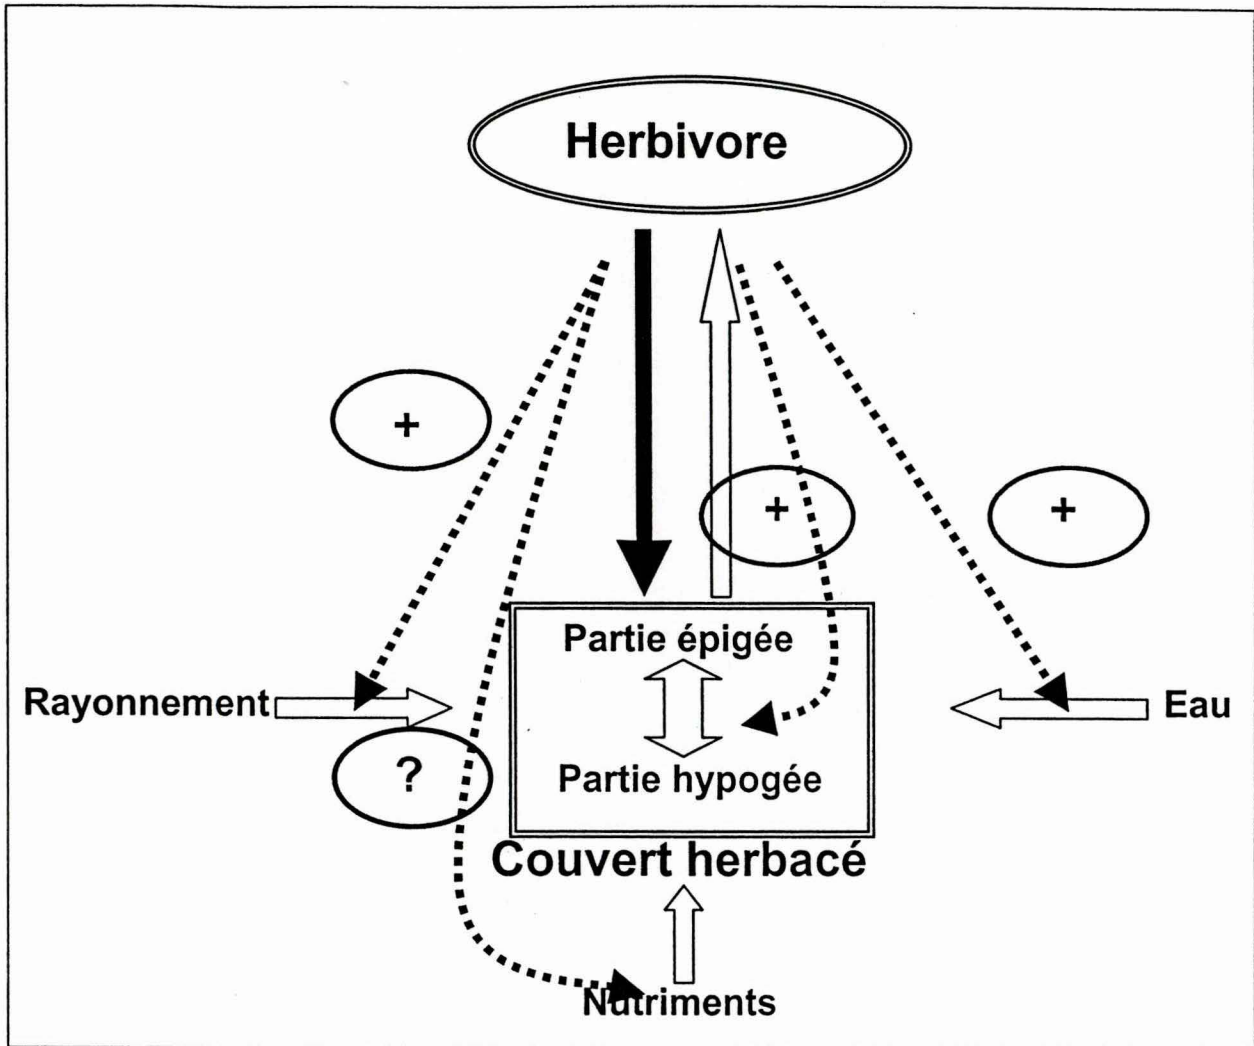 Herbivore
+
+
+
Partie épigée
Rayonnement
Eau
?
Partie hypogée
Couvert herbacé
Nutriments